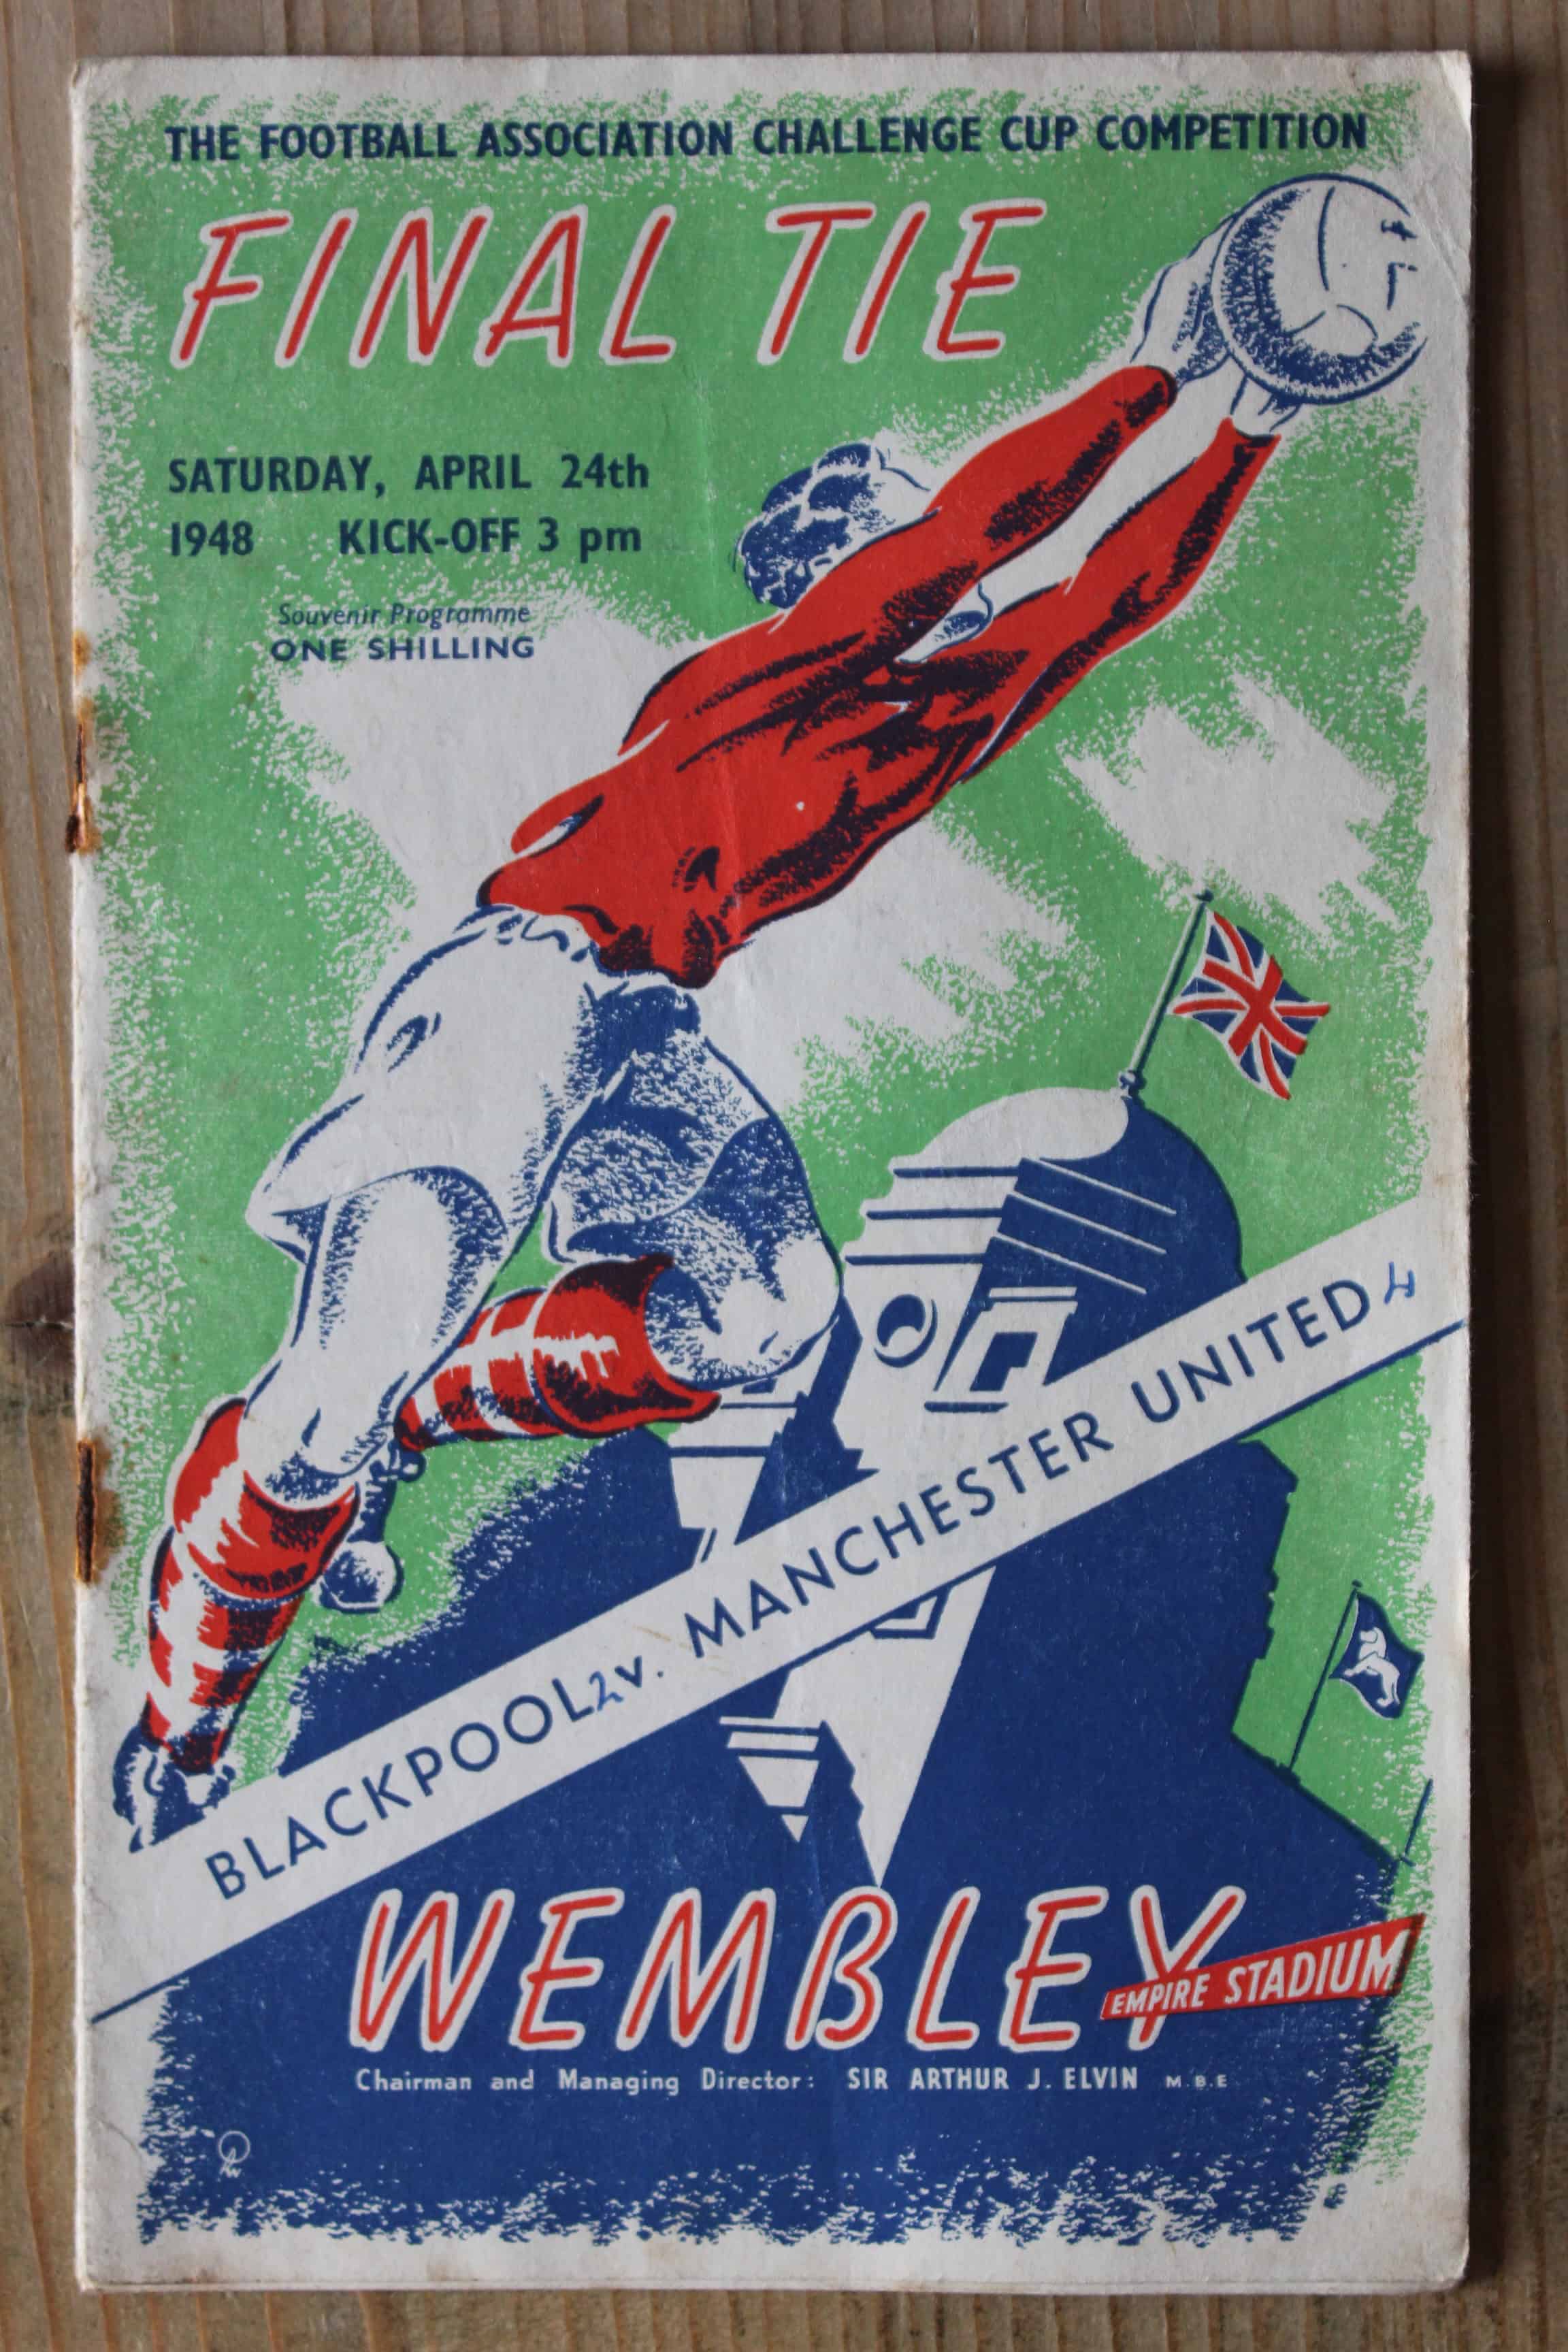 THE FOOTBALL ASSOCIATION CHALLENGE CUP COMPETITION
FINAL TIE
SATURDAY, APRIL 24th
1948 KICK-OFF 3 pm
Souvenir Programme
ONE SHILLING
BLACKPOOL 2 v. MANCHESTER UNITED 4
WEMBLEY
EMPIRE STADIUM
Chairman and Managing Director: SIR ARTHUR J. ELVIN M.B.E